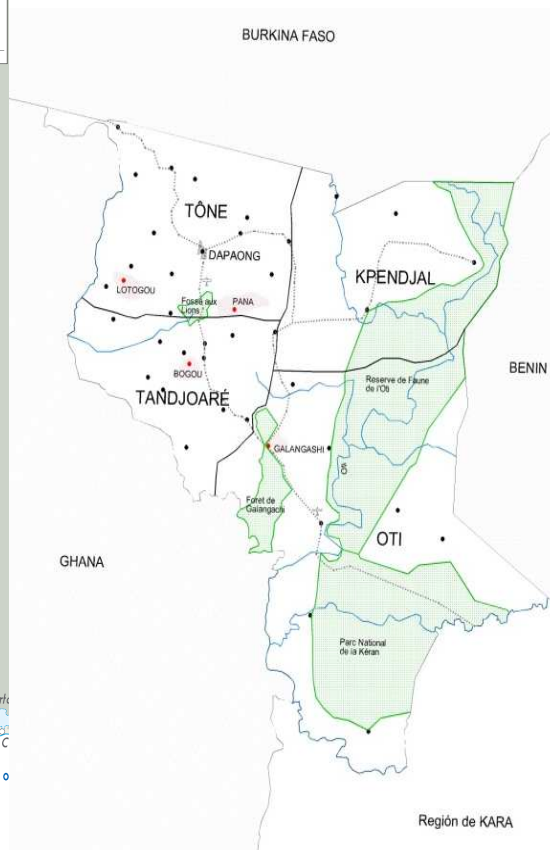 BURKINA FASO
TÔNE
DAPAONG
KPENDJAL
LOTOGOU
Fosse aux
Lions
PANA
BENIN
BOGOU
TANDJOARÉ
Reserve de Faune
de l'Oti
GALANGASHI
Foret de
Galangachi
OTI
GHANA
Parc National
de la Kéran
Región de KARA